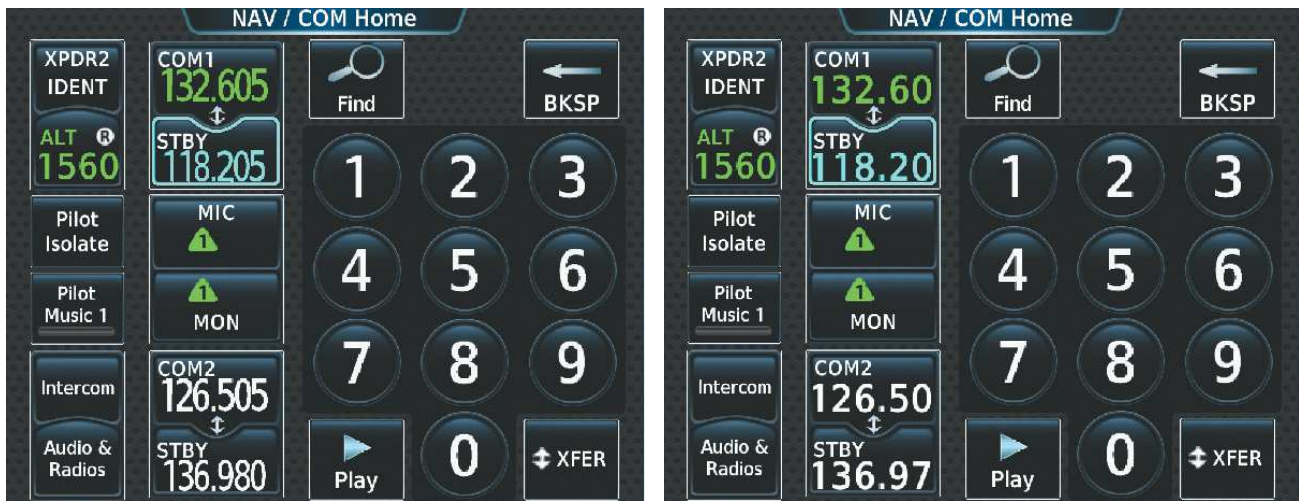 NAV / COM Home
XPDR2
IDENT
ALT R
1560
COM1
132.605
STBY
118.205
Find
BKSP
Pilot
Isolate
MIC
1
Pilot
Music 1
1
MON
1
2
3
4
5
6
7
8
9
Intercom
COM2
126.505
Audio &
Radios
STBY
136.980
Play
0
XFER
NAV / COM Home
XPDR2
IDENT
ALT R
1560
COM1
132.60
STBY
118.20
Find
BKSP
Pilot
Isolate
MIC
1
Pilot
Music 1
1
MON
1
2
3
4
5
6
7
8
9
Intercom
COM2
126.50
Audio &
Radios
STBY
136.97
Play
0
XFER